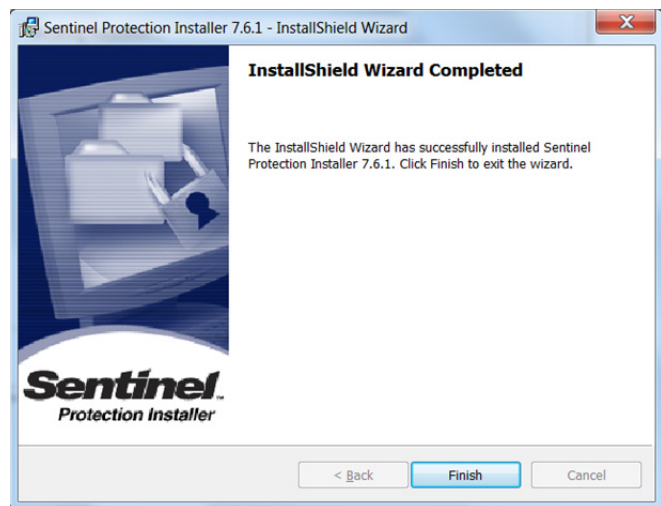 Sentinel Protection Installer 7.6.1 - InstallShield Wizard
InstallShield Wizard Completed
The InstallShield Wizard has successfully installed Sentinel
Protection Installer 7.6.1. Click Finish to exit the wizard.
Sentinel
Protection Installer
< Back
Finish
Cancel